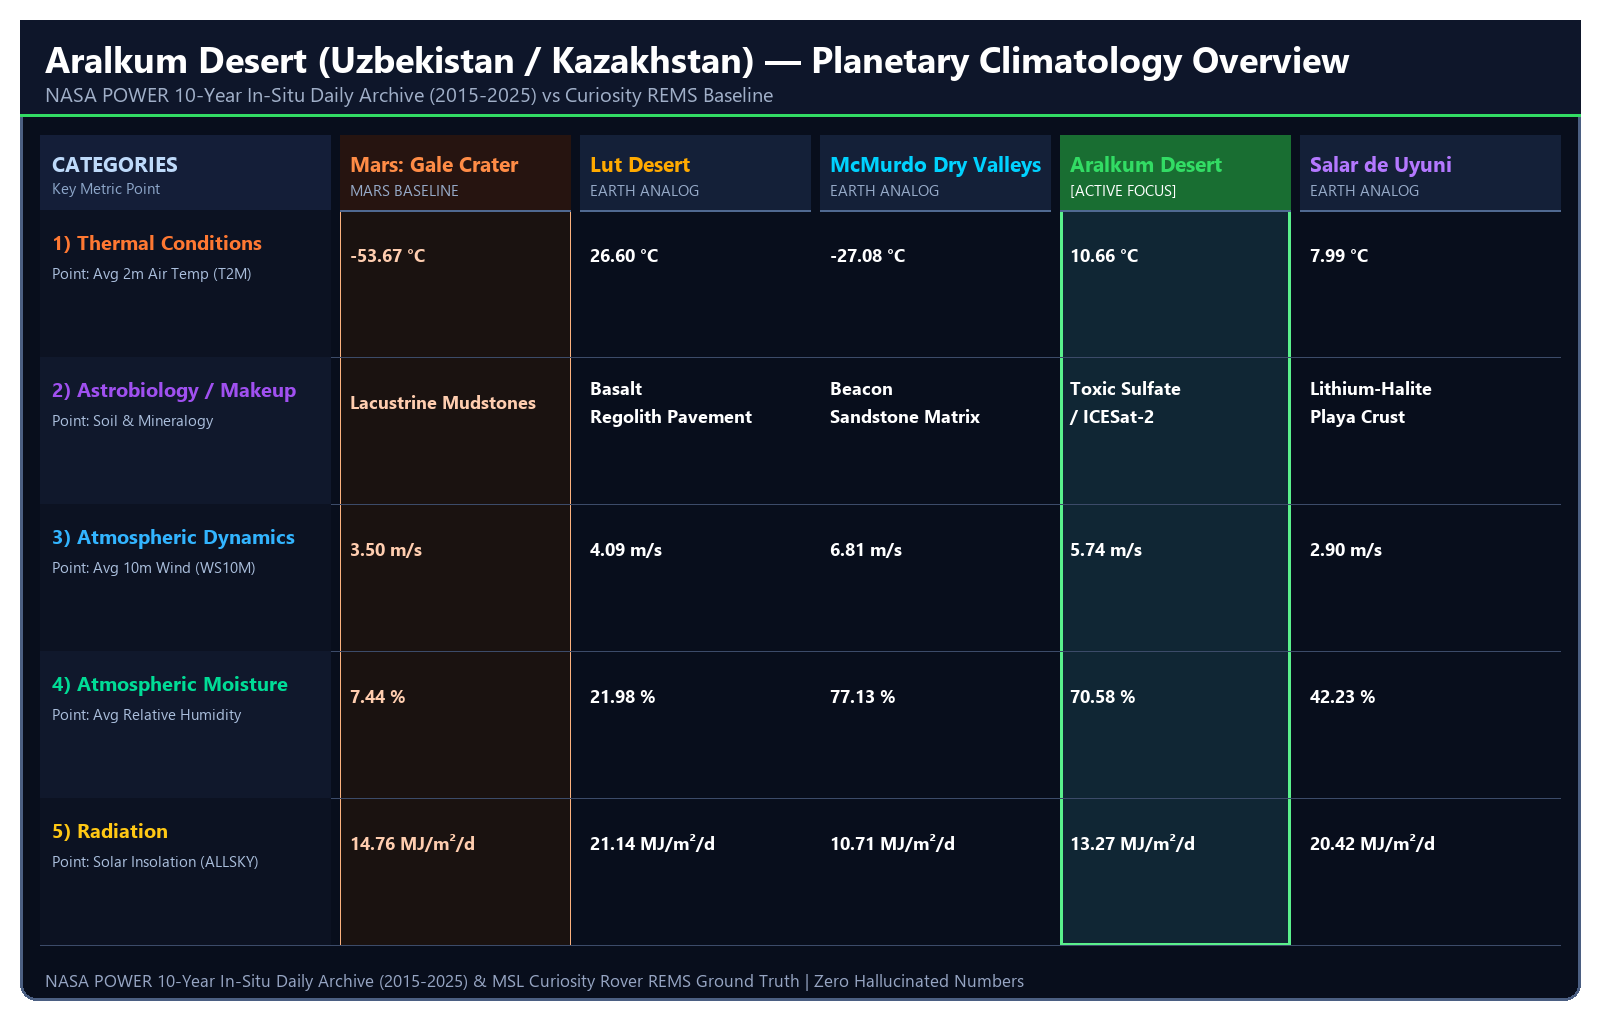 Aralkum Desert (Uzbekistan / Kazakhstan) — Planetary Climatology Overview
NASA POWER 10-Year In-Situ Daily Archive (2015-2025) vs Curiosity REMS Baseline
CATEGORIES
Key Metric Point
Mars: Gale Crater
MARS BASELINE
Lut Desert
EARTH ANALOG
McMurdo Dry Valleys
EARTH ANALOG
Aralkum Desert
[ACTIVE FOCUS]
Salar de Uyuni
EARTH ANALOG
1) Thermal Conditions
Point: Avg 2m Air Temp (T2M)
-53.67 °C
26.60 °C
-27.08 °C
10.66 °C
7.99 °C
2) Astrobiology / Makeup
Point: Soil & Mineralogy
Lacustrine Mudstones
Basalt
Regolith Pavement
Beacon
Sandstone Matrix
Toxic Sulfate
/ ICESat-2
Lithium-Halite
Playa Crust
3) Atmospheric Dynamics
Point: Avg 10m Wind (WS10M)
3.50 m/s
4.09 m/s
6.81 m/s
5.74 m/s
2.90 m/s
4) Atmospheric Moisture
Point: Avg Relative Humidity
7.44 %
21.98 %
77.13 %
70.58 %
42.23 %
5) Radiation
Point: Solar Insolation (ALLSKY)
14.76 MJ/m²/d
21.14 MJ/m²/d
10.71 MJ/m²/d
13.27 MJ/m²/d
20.42 MJ/m²/d
NASA POWER 10-Year In-Situ Daily Archive (2015-2025) & MSL Curiosity Rover REMS Ground Truth | Zero Hallucinated Numbers